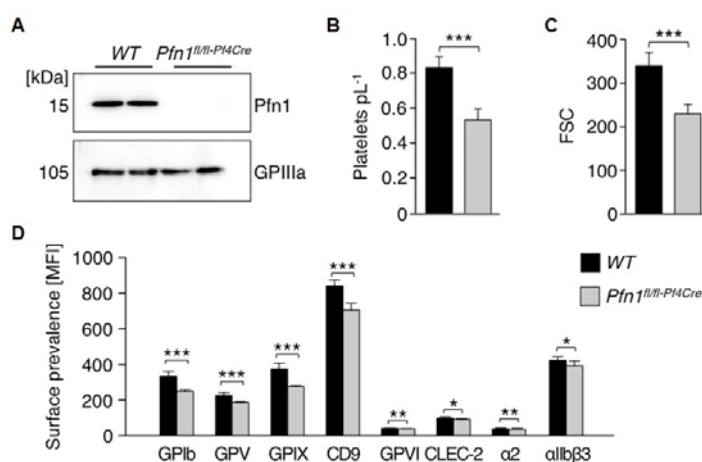 A
WT Pfn1fl/fl-Pf4Cre
[kDa]
15 Pfn1
105 GPIIIa
B
***
Platelets pL-1
1.0
0.8
0.6
0.4
0.2
0
C
***
FSC
400
300
200
100
0
D
Surface prevalence [MFI]
1000
800
600
400
200
0
*** *** *** *** ** * ** *
GPIb GPV GPIX CD9 GPVI CLEC-2 α2 αIIbβ3
WT
Pfn1fl/fl-Pf4Cre